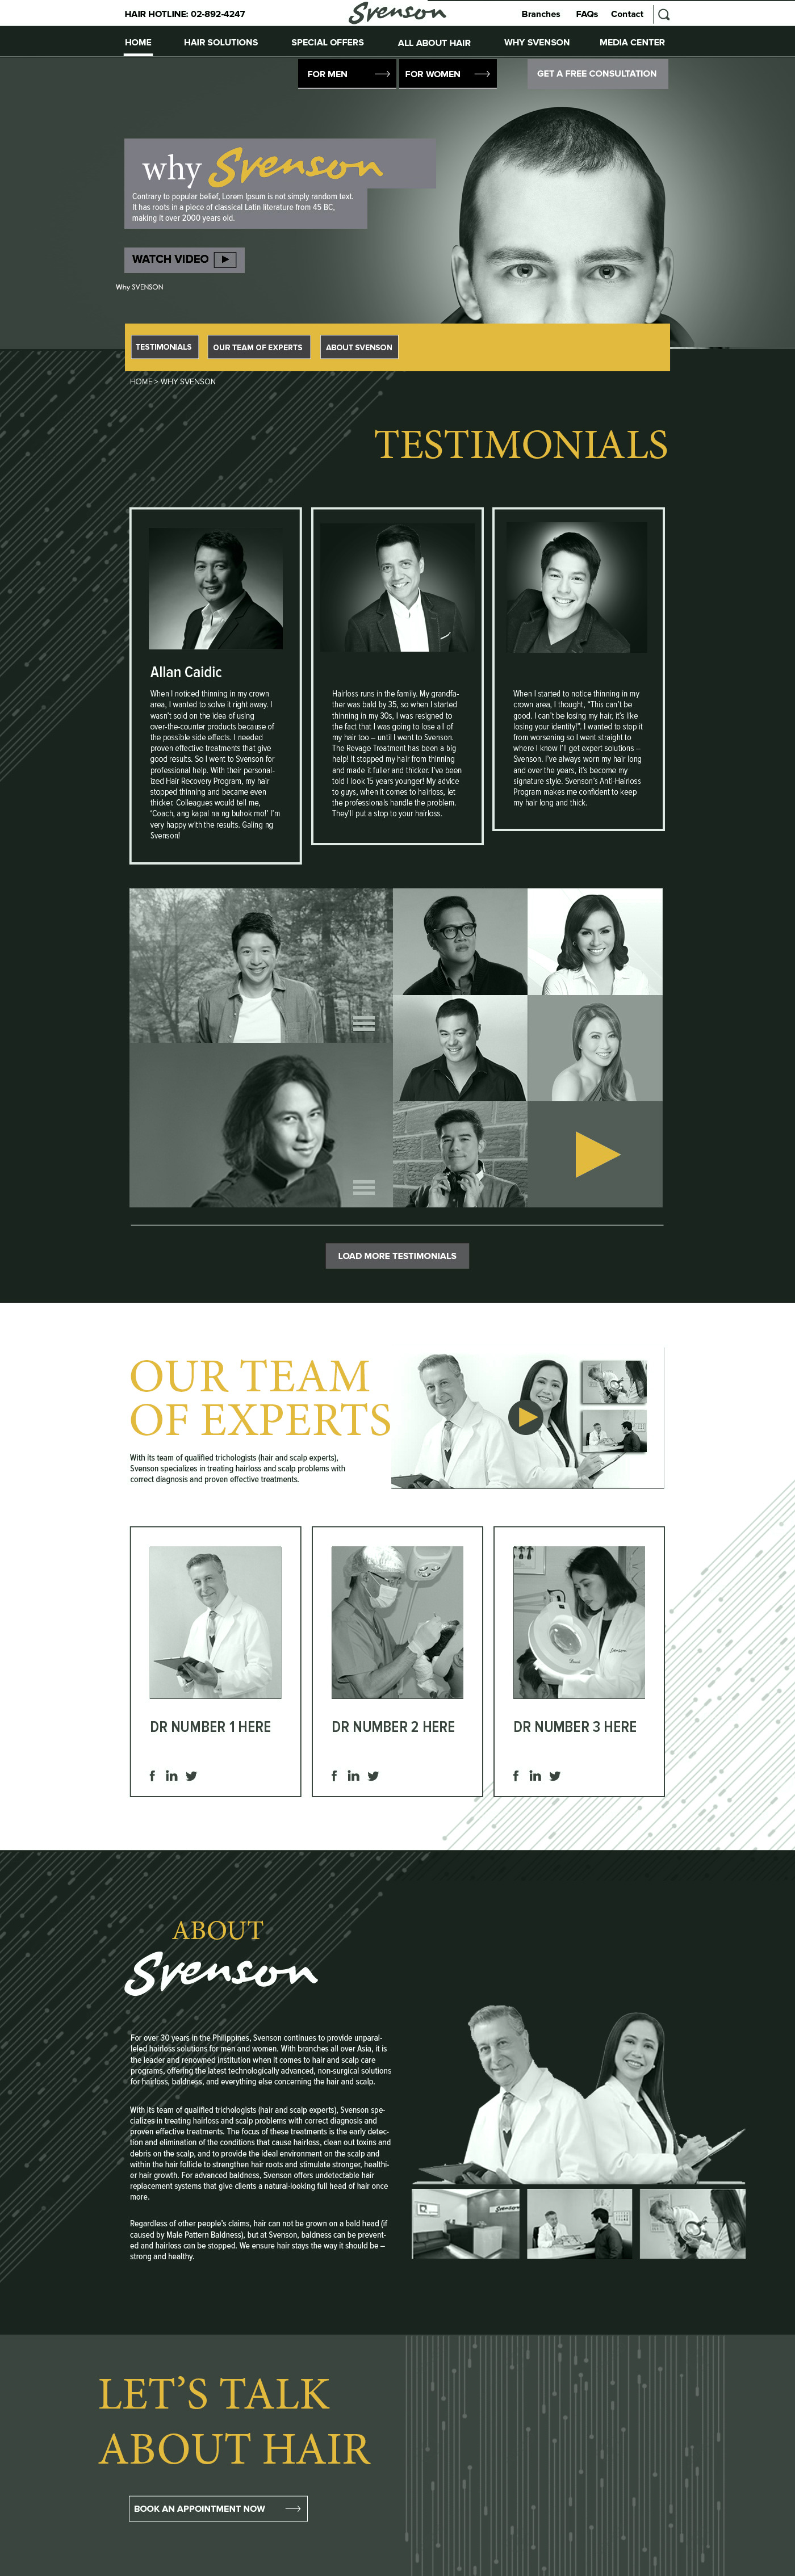 HAIR HOTLINE: 02-892-4247
Svenson
Branches FAQs Contact
HOME HAIR SOLUTIONS SPECIAL OFFERS ALL ABOUT HAIR WHY SVENSON MEDIA CENTER
FOR MEN FOR WOMEN GET A FREE CONSULTATION
why Svenson
Contrary to popular belief, Lorem Ipsum is not simply random text.
It has roots in a piece of classical Latin literature from 45 BC,
making it over 2000 years old.
WATCH VIDEO
Why SVENSON
TESTIMONIALS OUR TEAM OF EXPERTS ABOUT SVENSON
HOME > WHY SVENSON
TESTIMONIALS
Allan Caidic
When I noticed thinning in my crown
area, I wanted to solve it right away. I
wasn't sold on the idea of using
over-the-counter products because of
the possible side effects. I needed
proven effective treatments that give
good results. So I went to Svenson for
professional help. With their personal-
ized Hair Recovery Program, my hair
stopped thinning and became even
thicker. Colleagues would tell me,
'Coach, ang kapal na ng buhok mo!' I'm
very happy with the results. Galing ng
Svenson!
Hairloss runs in the family. My grandfa-
ther was bald by 35, so when I started
thinning in my 30s, I was resigned to
the fact that I was going to lose all of
my hair too – until I went to Svenson.
The Revage Treatment has been a big
help! It stopped my hair from thinning
and made it fuller and thicker. I've been
told I look 15 years younger! My advice
to guys, when it comes to hairloss, let
the professionals handle the problem.
They'll put a stop to your hairloss.
When I started to notice thinning in my
crown area, I thought, "This can't be
good. I can't be losing my hair, it's like
losing your identity!". I wanted to stop it
from worsening so I went straight to
where I know I'll get expert solutions –
Svenson. I've always worn my hair long
and over the years, it's become my
signature style. Svenson's Anti-Hairloss
Program makes me confident to keep
my hair long and thick.
LOAD MORE TESTIMONIALS
OUR TEAM
OF EXPERTS
With its team of qualified trichologists (hair and scalp experts),
Svenson specializes in treating hairloss and scalp problems with
correct diagnosis and proven effective treatments.
DR NUMBER 1 HERE
DR NUMBER 2 HERE
DR NUMBER 3 HERE
ABOUT
Svenson
For over 30 years in the Philippines, Svenson continues to provide unparal-
leled hairloss solutions for men and women. With branches all over Asia, it is
the leader and renowned institution when it comes to hair and scalp care
programs, offering the latest technologically advanced, non-surgical solutions
for hairloss, baldness, and everything else concerning the hair and scalp.
With its team of qualified trichologists (hair and scalp experts), Svenson spe-
cializes in treating hairloss and scalp problems with correct diagnosis and
proven effective treatments. The focus of these treatments is the early detec-
tion and elimination of the conditions that cause hairloss, clean out toxins and
debris on the scalp, and to provide the ideal environment on the scalp and
within the hair follicle to strengthen hair roots and stimulate stronger, healthi-
er hair growth. For advanced baldness, Svenson offers undetectable hair
replacement systems that give clients a natural-looking full head of hair once
more.
Regardless of other people's claims, hair can not be grown on a bald head (if
caused by Male Pattern Baldness), but at Svenson, baldness can be prevent-
ed and hairloss can be stopped. We ensure hair stays the way it should be –
strong and healthy.
LET'S TALK
ABOUT HAIR
BOOK AN APPOINTMENT NOW